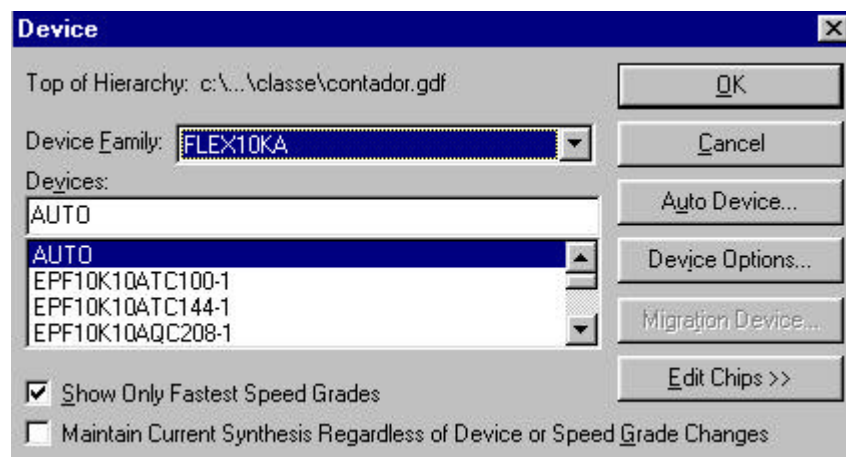 Device
Top of Hierarchy: c:\...\classe\contador.gdf
OK
Device Family: FLEX10KA
Cancel
Devices:
AUTO
Auto Device...
AUTO
EPF10K10ATC100-1
EPF10K10ATC144-1
EPF10K10AQC208-1
Device Options...
Migration Device...
Edit Chips >>
Show Only Fastest Speed Grades
Maintain Current Synthesis Regardless of Device or Speed Grade Changes